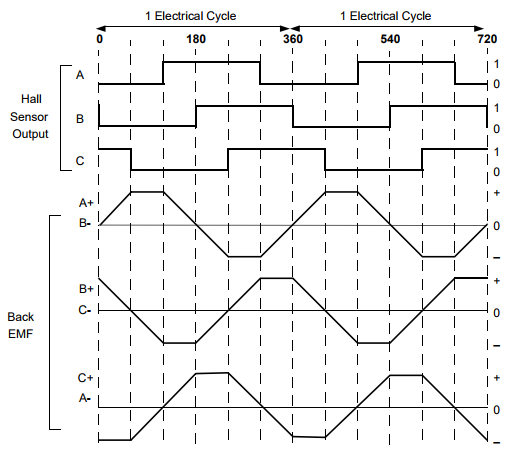 1 Electrical Cycle 1 Electrical Cycle
0 180 360 540 720
Hall
Sensor
Output
A 1 0
B 1 0
C 1 0
Back
EMF
A+ +
B- 0
–
B+ +
C- 0
–
C+ +
A- 0
–